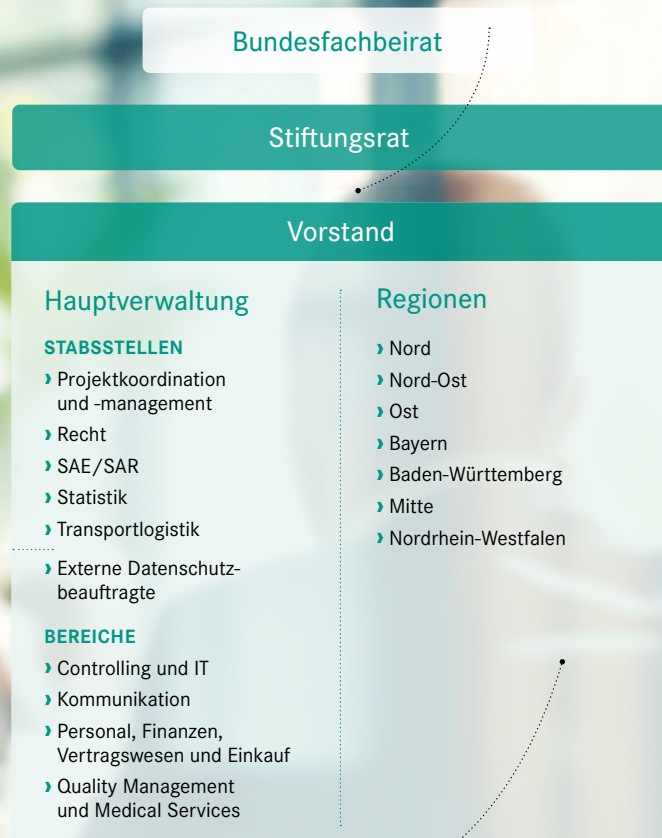 Bundesfachbeirat
Stiftungsrat
Vorstand
Hauptverwaltung
STABSSTELLEN
› Projektkoordination
und -management
› Recht
› SAE/SAR
› Statistik
› Transportlogistik
› Externe Datenschutz-
beauftragte
BEREICHE
› Controlling und IT
› Kommunikation
› Personal, Finanzen,
Vertragswesen und Einkauf
› Quality Management
und Medical Services
Regionen
› Nord
› Nord-Ost
› Ost
› Bayern
› Baden-Württemberg
› Mitte
› Nordrhein-Westfalen